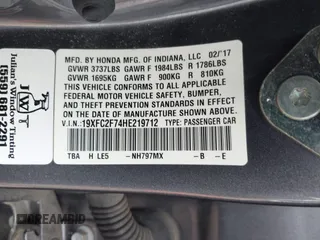 MFD. BY HONDA MFG. OF INDIANA, LLC 02/'17
GVWR 3737LBS GAWR F 1984LBS R 1786LBS
GVWR 1695KG GAWR F 900KG R 810KG
THIS VEHICLE CONFORMS TO ALL APPLICABLE
FEDERAL MOTOR VEHICLE SAFETY, BUMPER,
AND THEFT PREVENTION STANDARDS IN EFFECT
ON THE DATE OF MANUFACTURE SHOWN ABOVE.
V.I.N.: 19XFC2F74HE219712 TYPE: PASSENGER CAR
TBA H LE5 -NH797MX -B -E
Julian's Window Tinting
JWT
(559) 681-2291
DREAMBID